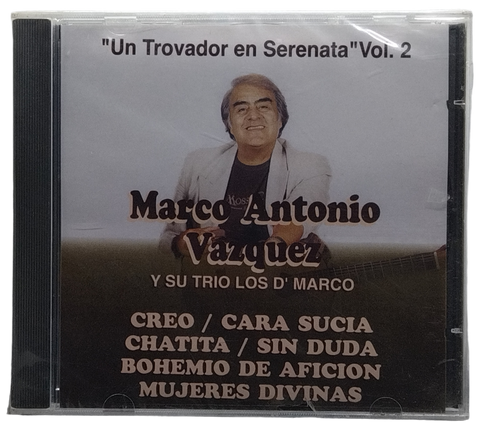 "Un Trovador en Serenata" Vol. 2
Marco Antonio
Vazquez
Y SU TRIO LOS D' MARCO
CREO / CARA SUCIA
CHATITA / SIN DUDA
BOHEMIO DE AFICION
MUJERES DIVINAS